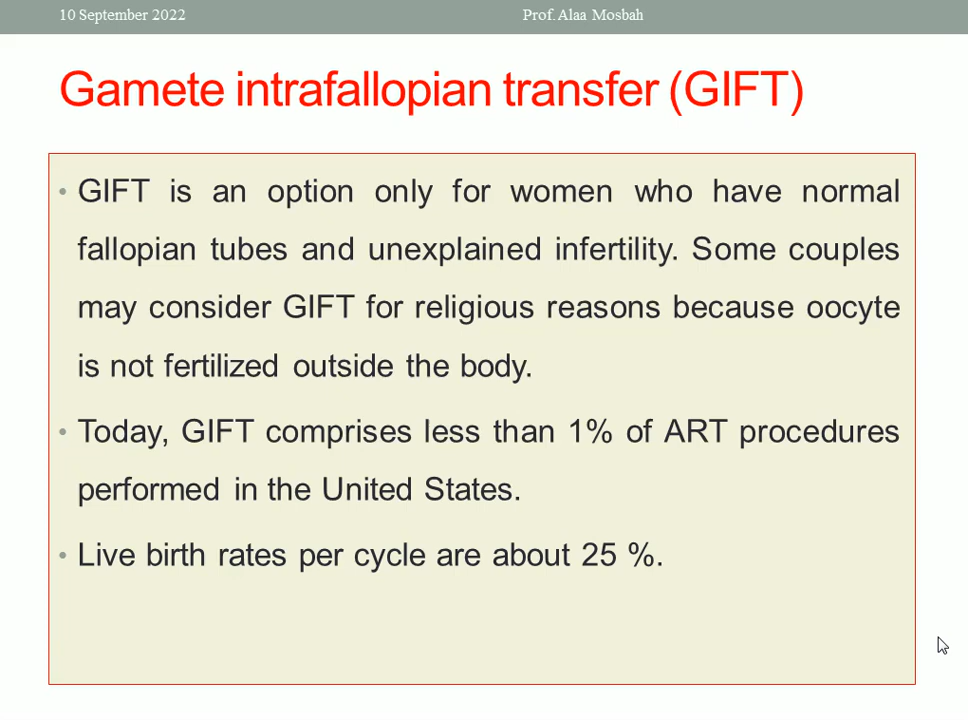 10 September 2022 Prof. Alaa Mosbah
Gamete intrafallopian transfer (GIFT)
• GIFT is an option only for women who have normal
fallopian tubes and unexplained infertility. Some couples
may consider GIFT for religious reasons because oocyte
is not fertilized outside the body.
• Today, GIFT comprises less than 1% of ART procedures
performed in the United States.
• Live birth rates per cycle are about 25 %.